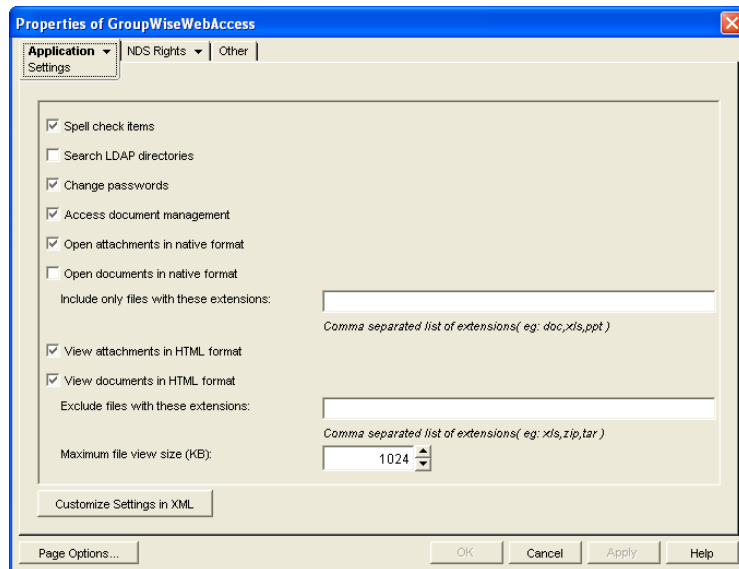 Properties of GroupWiseWebAccess
Application NDS Rights Other
Settings
Spell check items
Search LDAP directories
Change passwords
Access document management
Open attachments in native format
Open documents in native format
Include only files with these extensions:
Comma separated list of extensions( eg: doc,xls,ppt )
View attachments in HTML format
View documents in HTML format
Exclude files with these extensions:
Comma separated list of extensions( eg: xls,zip,tar )
Maximum file view size (KB): 1024
Customize Settings in XML
Page Options... OK Cancel Apply Help